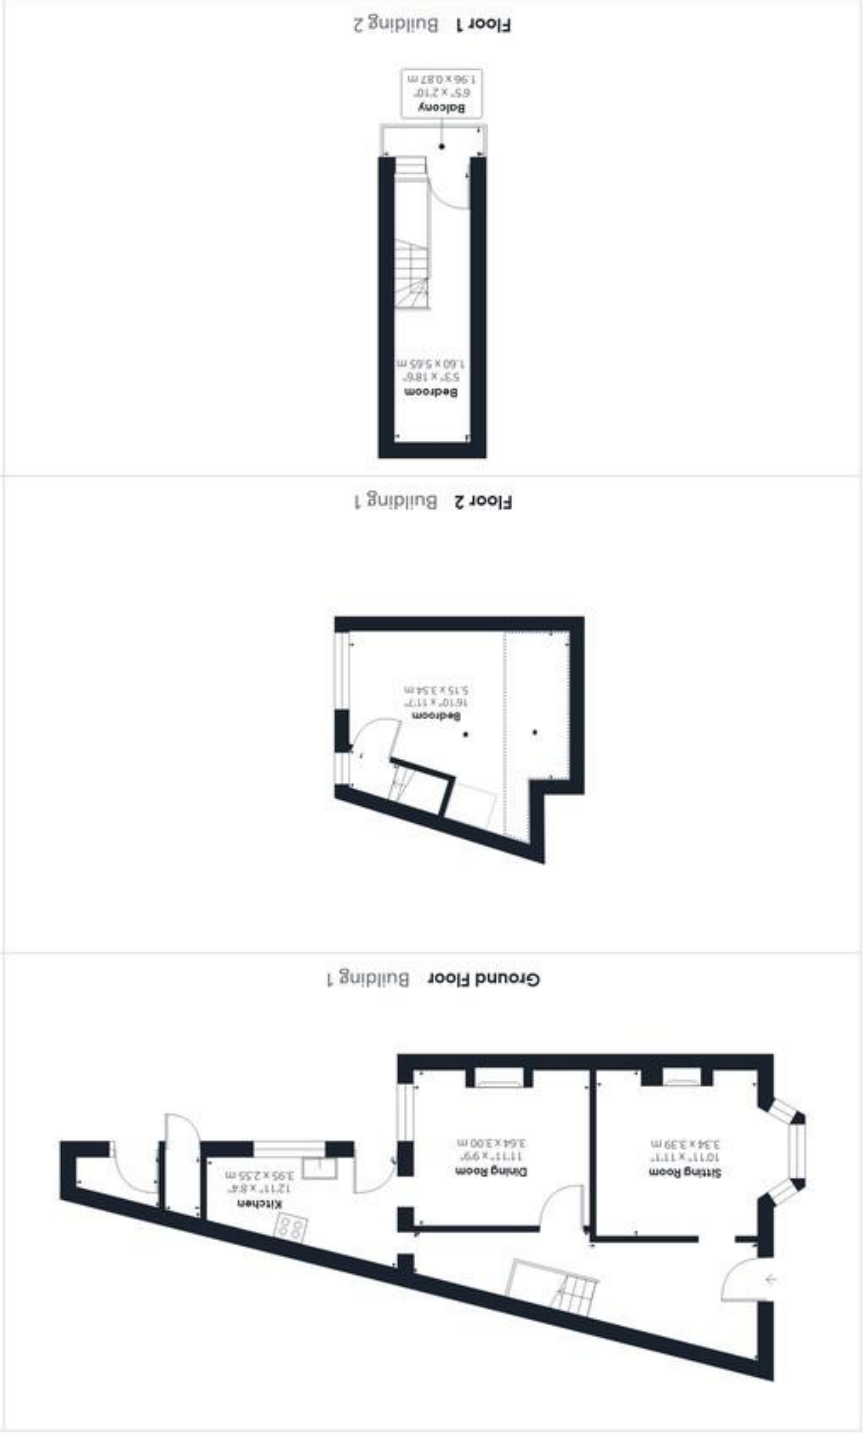 Sitting Room
10'11" x 11'1"
3.34 x 3.39 m
Dining Room
11'11" x 9'9"
3.64 x 3.00 m
Kitchen
12'11" x 8'4"
3.95 x 2.55 m
Ground Floor Building 1
Bedroom
16'10" x 11'7"
5.15 x 3.54 m
Floor 2 Building 1
Bedroom
5'3" x 18'6"
1.60 x 5.65 m
Balcony
6'5" x 2'10"
1.96 x 0.87 m
Floor 1 Building 2